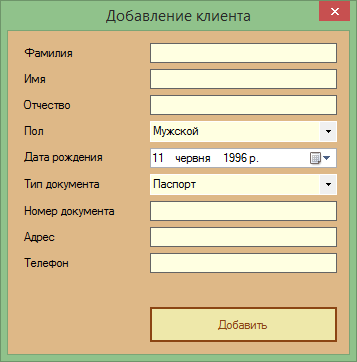 Добавление клиента
Фамилия
Имя
Отчество
Пол Мужской
Дата рождения 11 червня 1996 р.
Тип документа Паспорт
Номер документа
Адрес
Телефон
Добавить